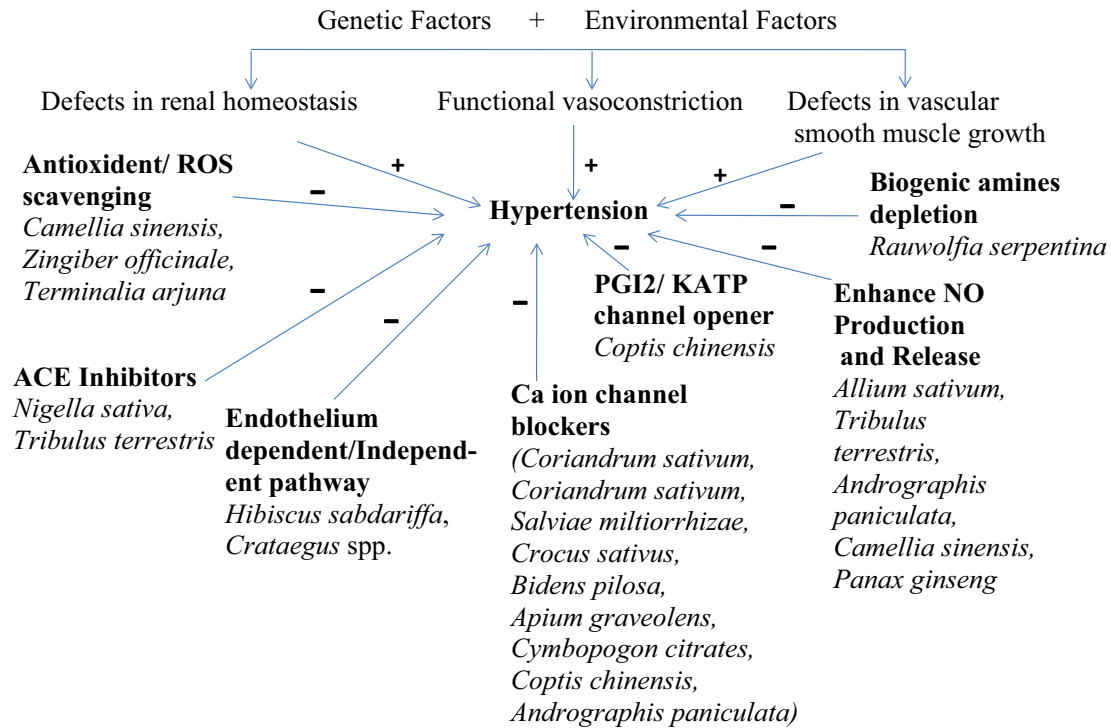 Genetic Factors + Environmental Factors
Defects in renal homeostasis
Functional vasoconstriction
Defects in vascular
smooth muscle growth
+
+
+
Antioxident/ ROS
scavenging
Camellia sinensis,
Zingiber officinale,
Terminalia arjuna
−
Hypertension
−
Biogenic amines
depletion
Rauwolfia serpentina
−
ACE Inhibitors
Nigella sativa,
Tribulus terrestris
−
Endothelium
dependent/Independ-
ent pathway
Hibiscus sabdariffa,
Crataegus spp.
−
Ca ion channel
blockers
(Coriandrum sativum,
Coriandrum sativum,
Salviae miltiorrhizae,
Crocus sativus,
Bidens pilosa,
Apium graveolens,
Cymbopogon citrates,
Coptis chinensis,
Andrographis paniculata)
−
PGI2/ KATP
channel opener
Coptis chinensis
−
Enhance NO
Production
and Release
Allium sativum,
Tribulus
terrestris,
Andrographis
paniculata,
Camellia sinensis,
Panax ginseng